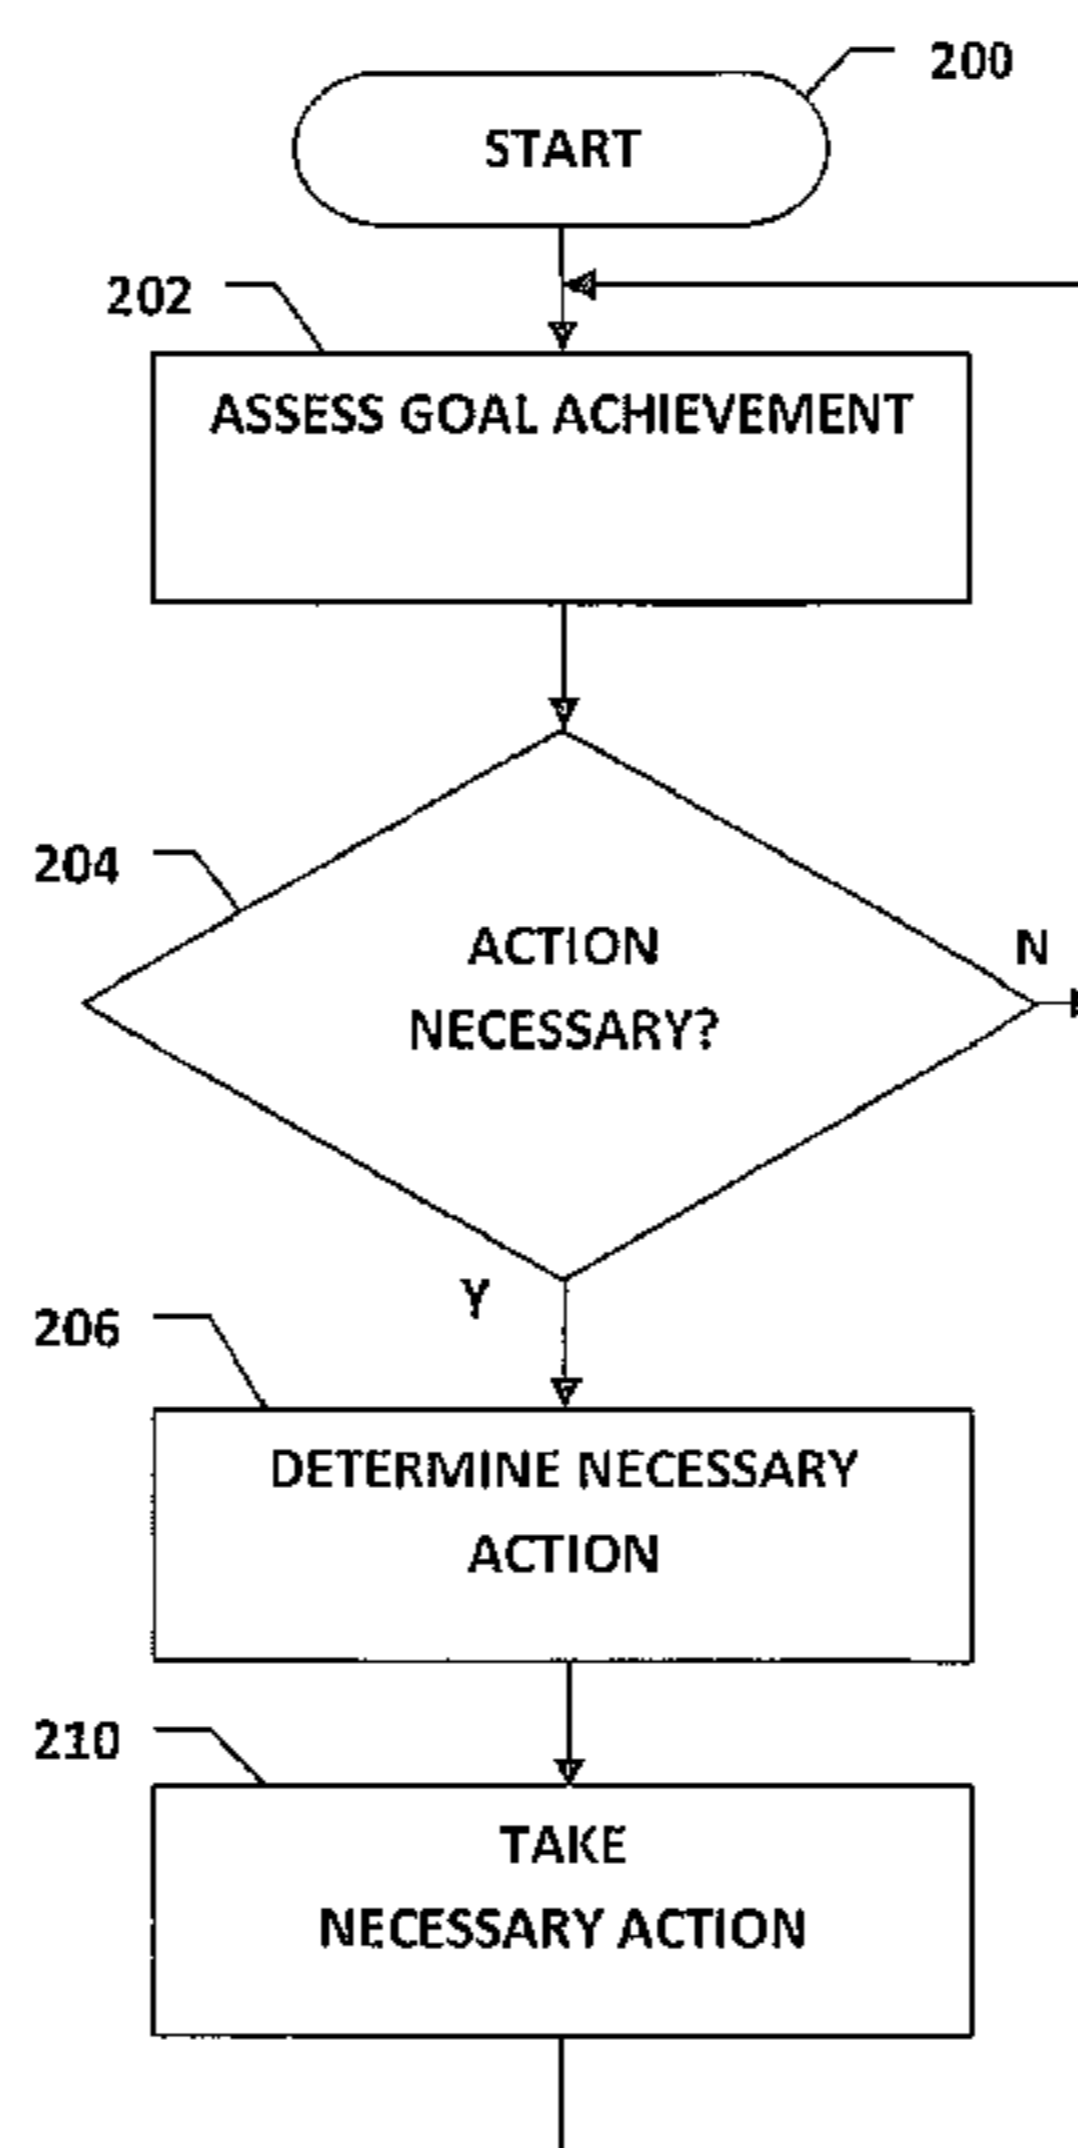 200
START
202
ASSESS GOAL ACHIEVEMENT
204
ACTION
NECESSARY?
N
Y
206
DETERMINE NECESSARY
ACTION
210
TAKE
NECESSARY ACTION